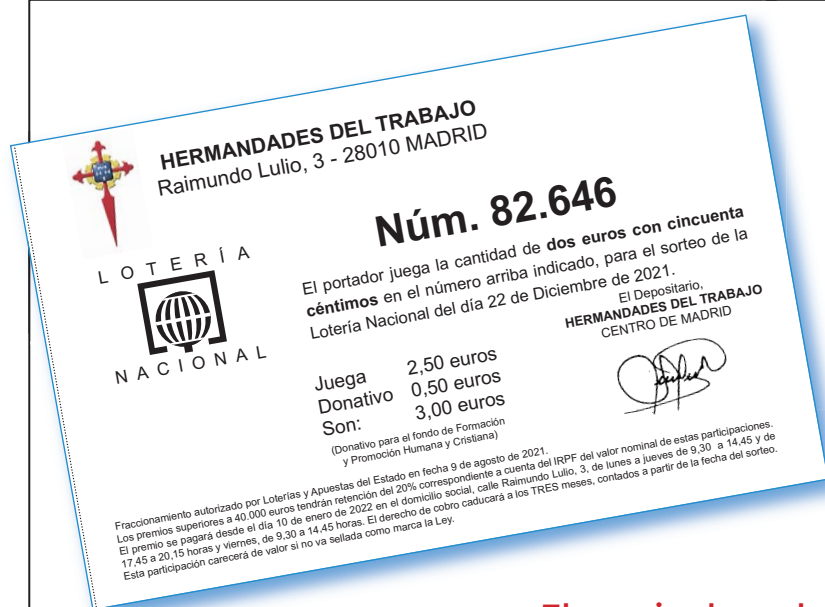 HERMANDADES DEL TRABAJO
Raimundo Lulio, 3 - 28010 MADRID
Núm. 82.646
LOTERÍA
NACIONAL
El portador juega la cantidad de dos euros con cincuenta
céntimos en el número arriba indicado, para el sorteo de la
Lotería Nacional del día 22 de Diciembre de 2021.
El Depositario,
HERMANDADES DEL TRABAJO
CENTRO DE MADRID
Juega 2,50 euros
Donativo 0,50 euros
Son: 3,00 euros
(Donativo para el fondo de Formación
y Promoción Humana y Cristiana)
Fraccionamiento autorizado por Loterías y Apuestas del Estado en fecha 9 de agosto de 2021.
Los premios superiores a 40.000 euros tendrán retención del 20% correspondiente a cuenta del IRPF del valor nominal de estas participaciones.
El premio se pagará desde el día 10 de enero de 2022 en el domicilio social, calle Raimundo Lulio, 3, de lunes a jueves de 9,30 a 14,45 y de
17,45 a 20,15 horas y viernes, de 9,30 a 14.45 horas. El derecho de cobro caducará a los TRES meses, contados a partir de la fecha del sorteo.
Esta participación carecerá de valor si no va sellada como marca la Ley.